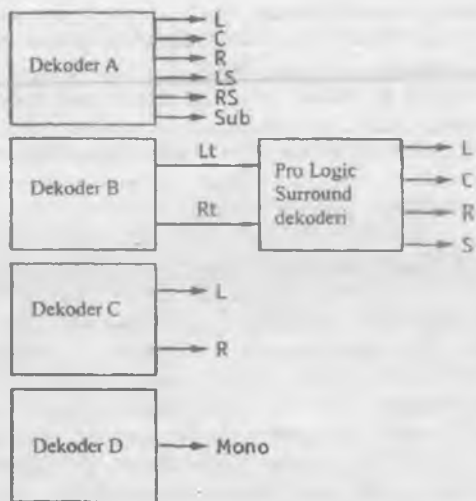 Dekoder A
L
C
R
LS
RS
Sub
Dekoder B
Lt
Rt
Pro Logic
Surround
dekoderi
L
C
R
S
Dekoder C
L
R
Dekoder D
Mono